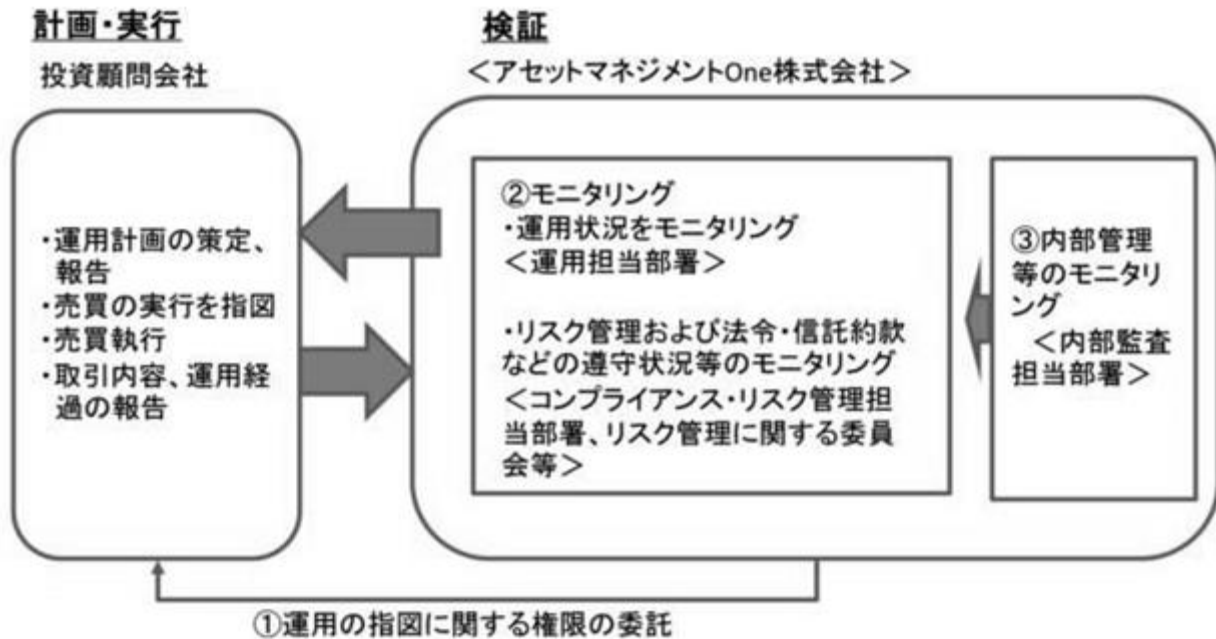 計画・実行
投資顧問会社
・運用計画の策定、
報告
・売買の実行を指図
・売買執行
・取引内容、運用経
過の報告
検証
＜アセットマネジメントOne株式会社＞
②モニタリング
・運用状況をモニタリング
＜運用担当部署＞
・リスク管理および法令・信託約款
などの遵守状況等のモニタリング
＜コンプライアンス・リスク管理担
当部署、リスク管理に関する委員
会等＞
③内部管理
等のモニタリ
ング
＜内部監査
担当部署＞
①運用の指図に関する権限の委託